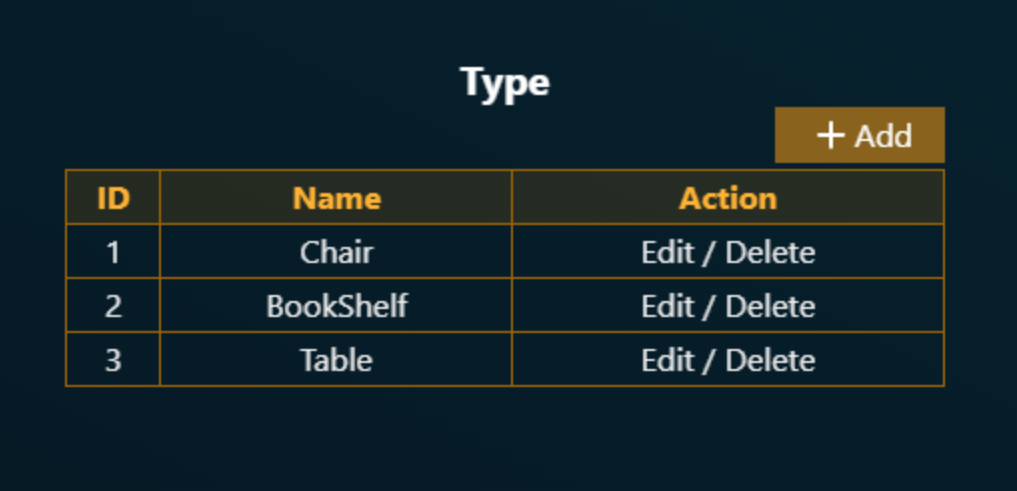 Type
+ Add
ID Name Action
1 Chair Edit / Delete
2 BookShelf Edit / Delete
3 Table Edit / Delete